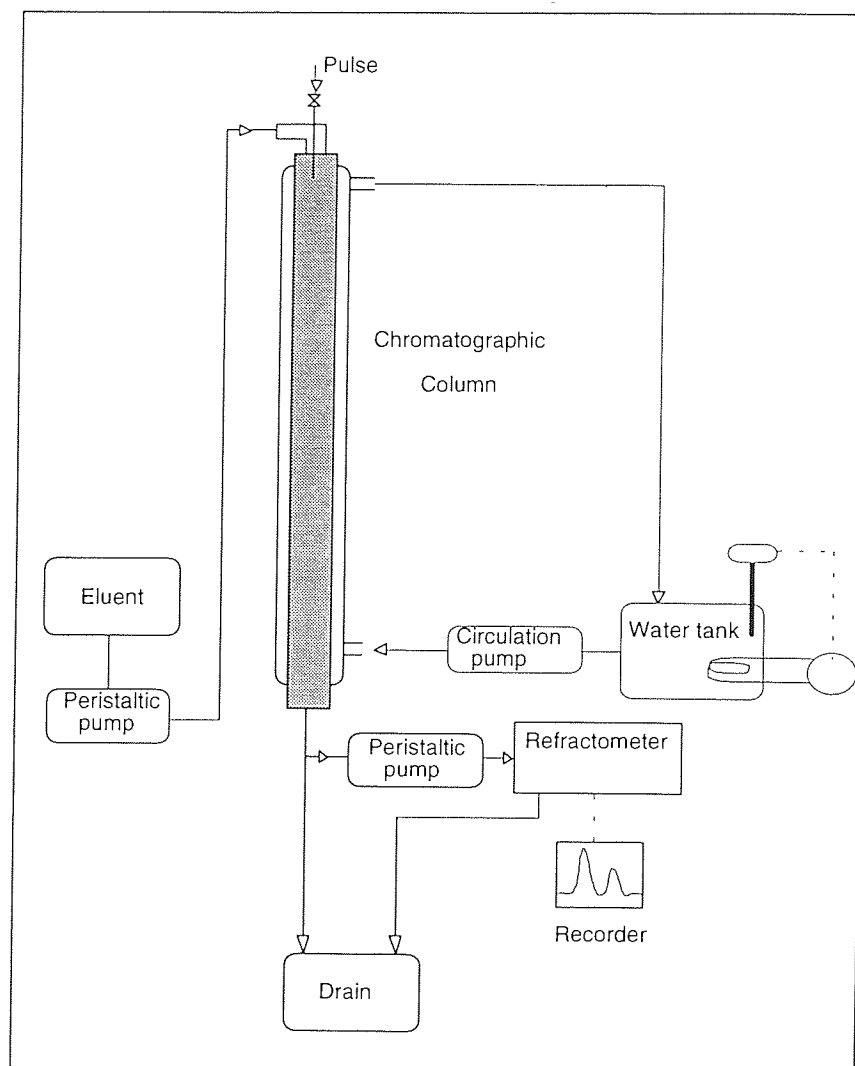 Pulse
Chromatographic
Column
Eluent
Circulation
pump
Water tank
Peristaltic
pump
Peristaltic
pump
Refractometer
Recorder
Drain